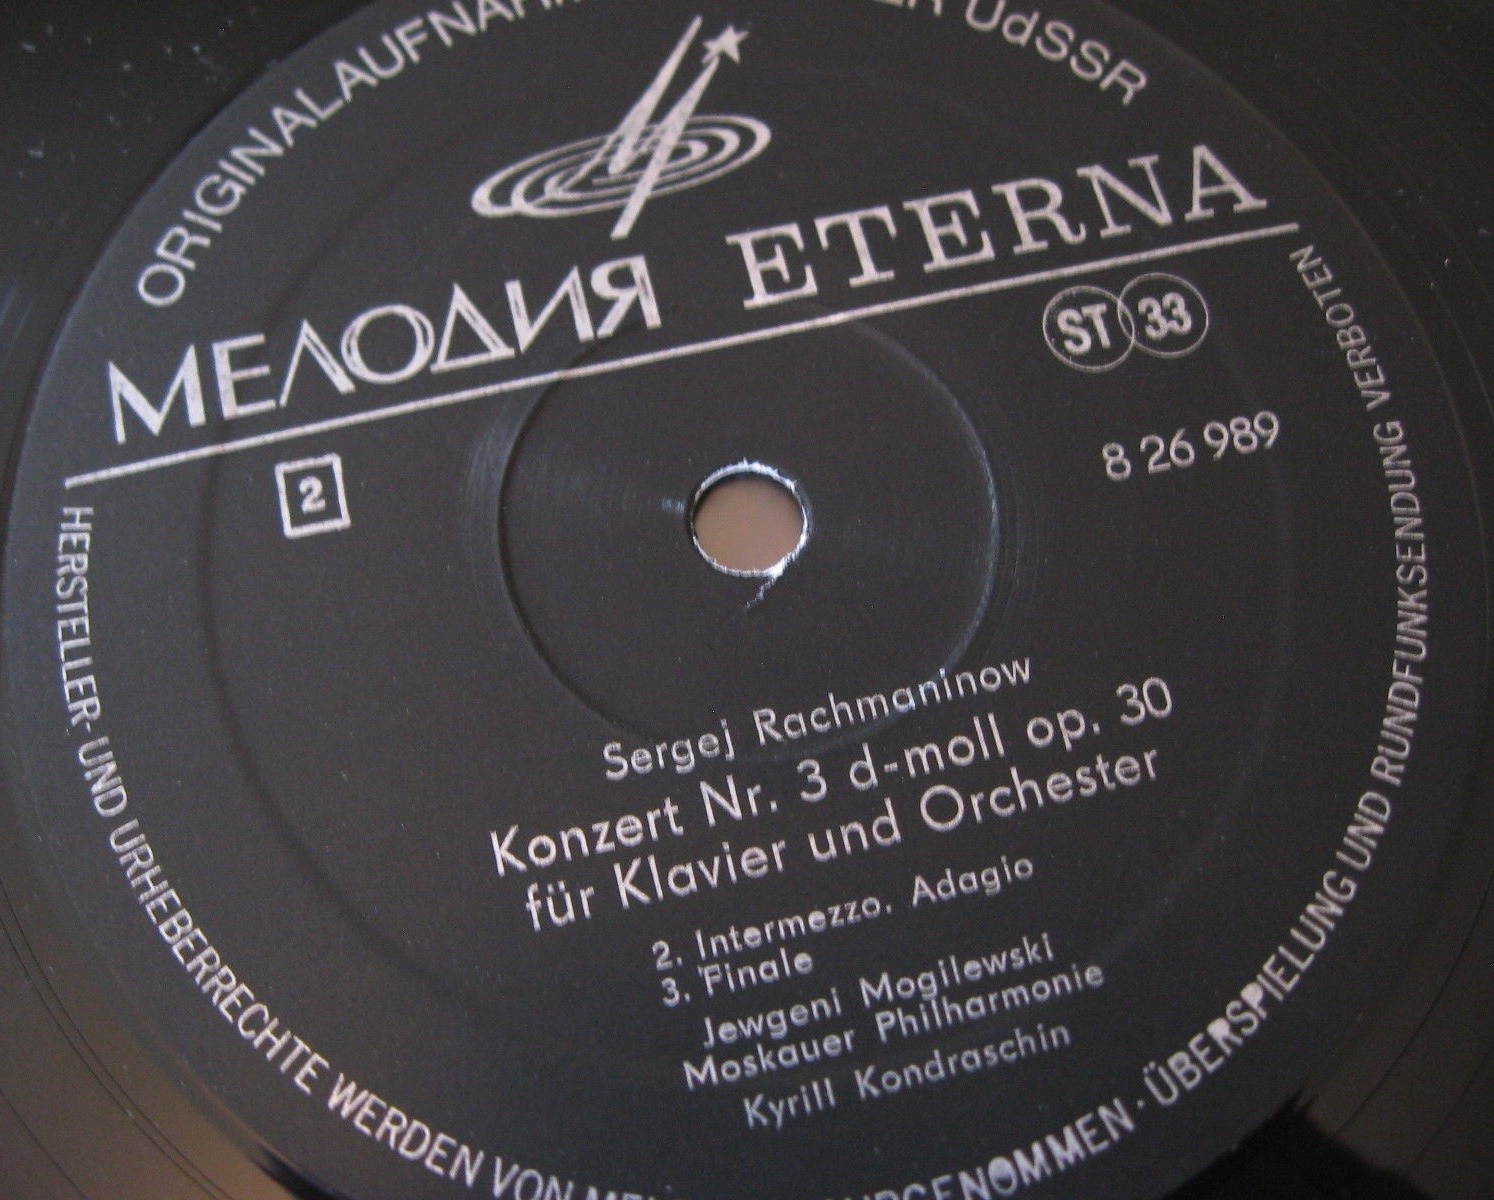 ORIGINALAUFNAHM
UdSSR
МЕЛОДИЯ ETERNA
ST 33
2
8 26 989
Sergej Rachmaninow
Konzert Nr. 3 d-moll op. 30
für Klavier und Orchester
2. Intermezzo. Adagio
3. Finale
Jewgeni Mogilewski
Moskauer Philharmonie
Kyrill Kondraschin
HERSTELLER- UND URHEBERRECHTE WERDEN VON
GENOMMEN · ÜBERSPIELUNG UND RUNDFUNKSENDUNG VERBOTEN